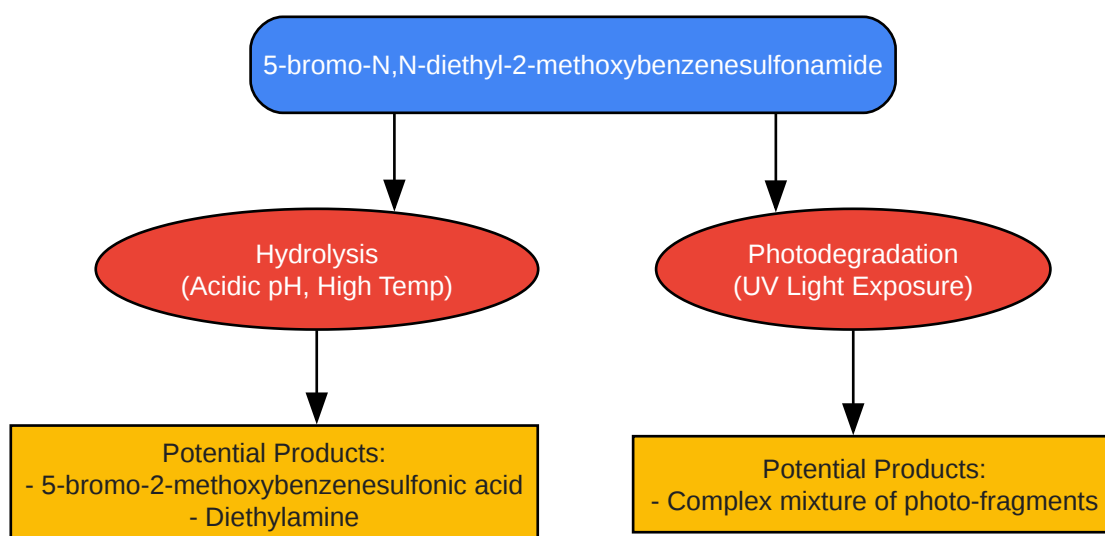 5-bromo-N,N-diethyl-2-methoxybenzenesulfonamide
Hydrolysis
(Acidic pH, High Temp)
Photodegradation
(UV Light Exposure)
Potential Products:
- 5-bromo-2-methoxybenzenesulfonic acid
- Diethylamine
Potential Products:
- Complex mixture of photo-fragments